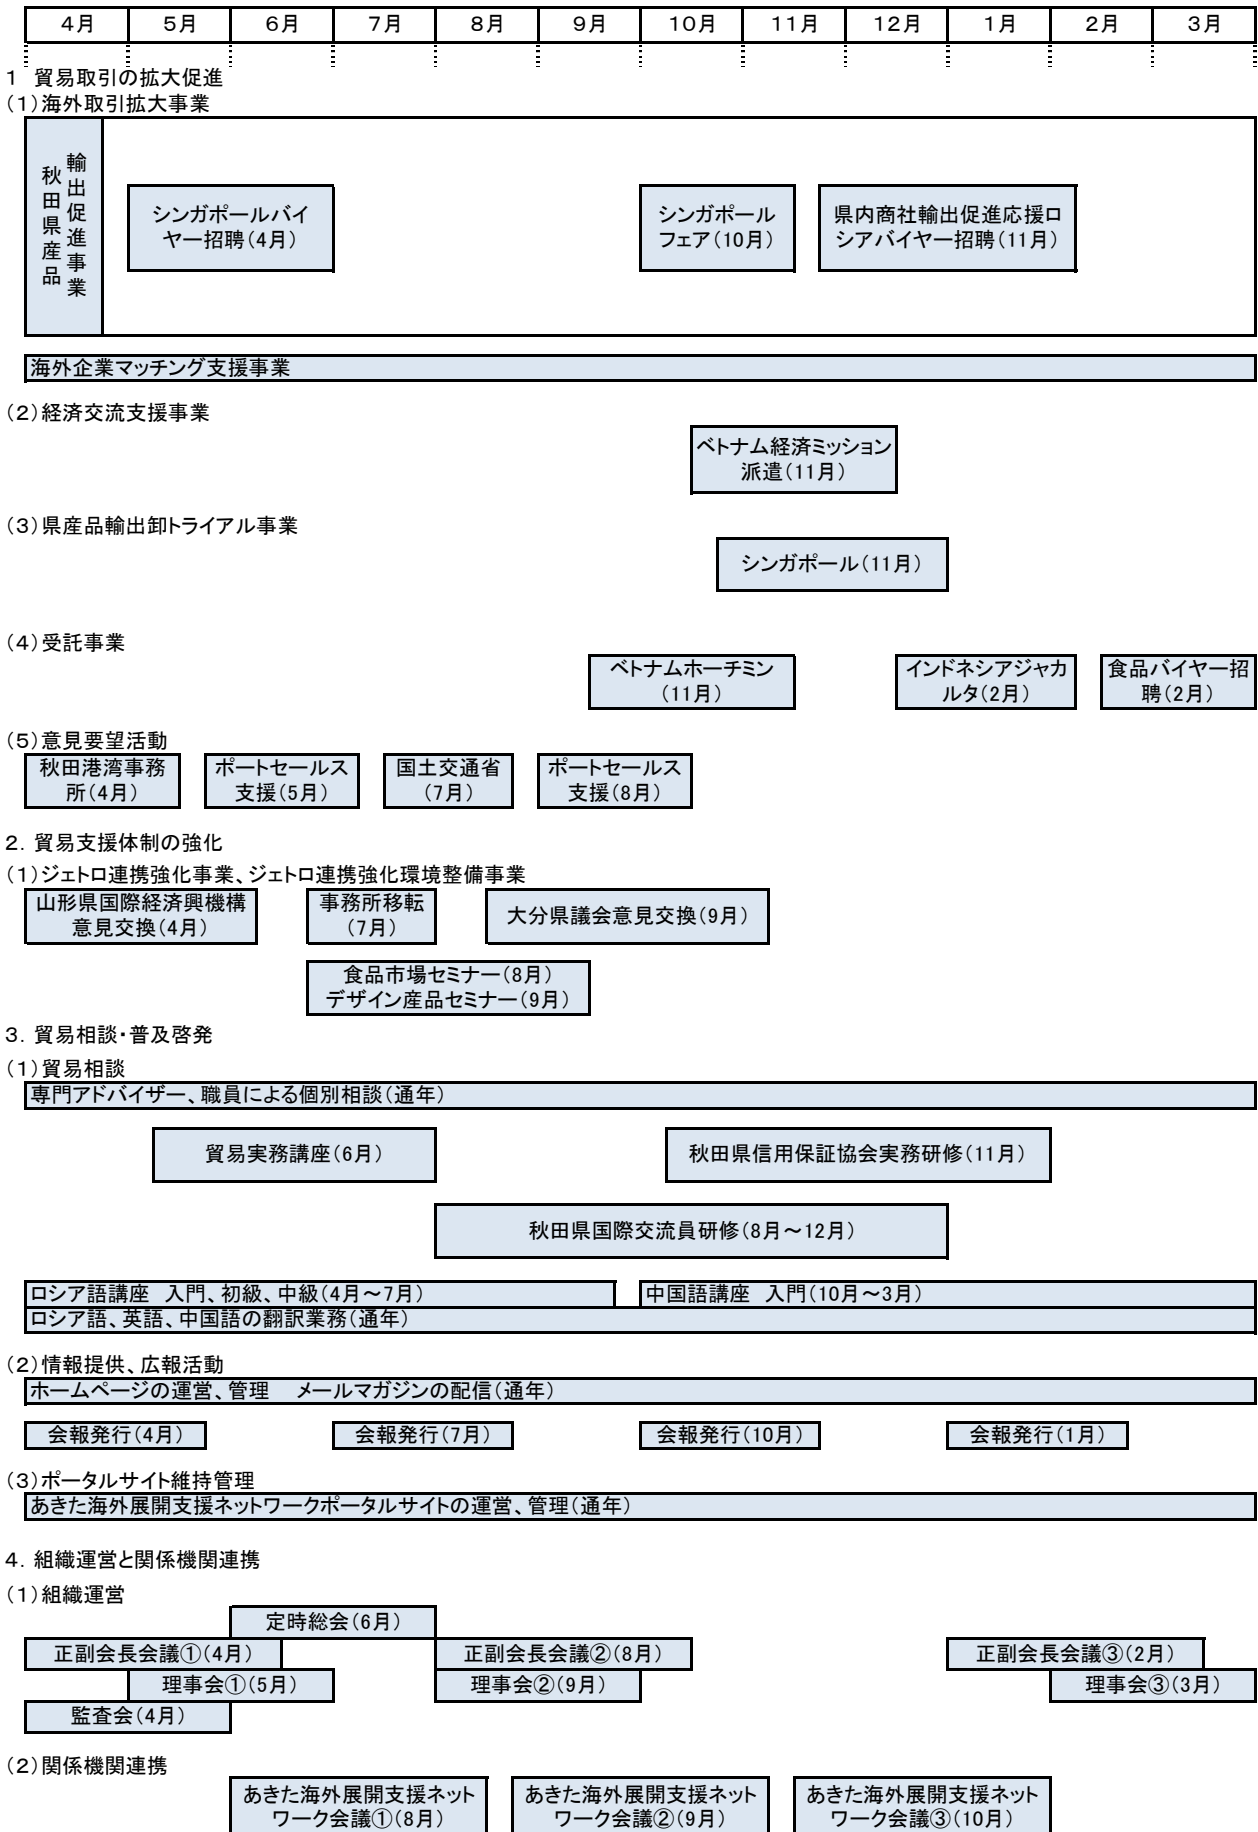 4月 5月 6月 7月 8月 9月 10月 11月 12月 1月 2月 3月
1 貿易取引の拡大促進
(1)海外取引拡大事業
秋田県産品
輸出促進事業
シンガポールバイ
ヤー招聘(4月)
シンガポール
フェア(10月)
県内商社輸出促進応援ロ
シアバイヤー招聘(11月)
海外企業マッチング支援事業
(2)経済交流支援事業
ベトナム経済ミッション
派遣(11月)
(3)県産品輸出卸トライアル事業
シンガポール(11月)
(4)受託事業
ベトナムホーチミン
(11月)
インドネシアジャカ
ルタ(2月)
食品バイヤー招
聘(2月)
(5)意見要望活動
秋田港湾事務
所(4月)
ポートセールス
支援(5月)
国土交通省
(7月)
ポートセールス
支援(8月)
2.貿易支援体制の強化
(1)ジェトロ連携強化事業、ジェトロ連携強化環境整備事業
山形県国際経済興機構
意見交換(4月)
事務所移転
(7月)
大分県議会意見交換(9月)
食品市場セミナー(8月)
デザイン産品セミナー(9月)
3.貿易相談・普及啓発
(1)貿易相談
専門アドバイザー、職員による個別相談(通年)
貿易実務講座(6月)
秋田県信用保証協会実務研修(11月)
秋田県国際交流員研修(8月～12月)
ロシア語講座 入門、初級、中級(4月～7月)
中国語講座 入門(10月～3月)
ロシア語、英語、中国語の翻訳業務(通年)
(2)情報提供、広報活動
ホームページの運営、管理 メールマガジンの配信(通年)
会報発行(4月)
会報発行(7月)
会報発行(10月)
会報発行(1月)
(3)ポータルサイト維持管理
あきた海外展開支援ネットワークポータルサイトの運営、管理(通年)
4.組織運営と関係機関連携
(1)組織運営
定時総会(6月)
正副会長会議①(4月)
正副会長会議②(8月)
正副会長会議③(2月)
理事会①(5月)
理事会②(9月)
理事会③(3月)
監査会(4月)
(2)関係機関連携
あきた海外展開支援ネット
ワーク会議①(8月)
あきた海外展開支援ネット
ワーク会議②(9月)
あきた海外展開支援ネット
ワーク会議③(10月)